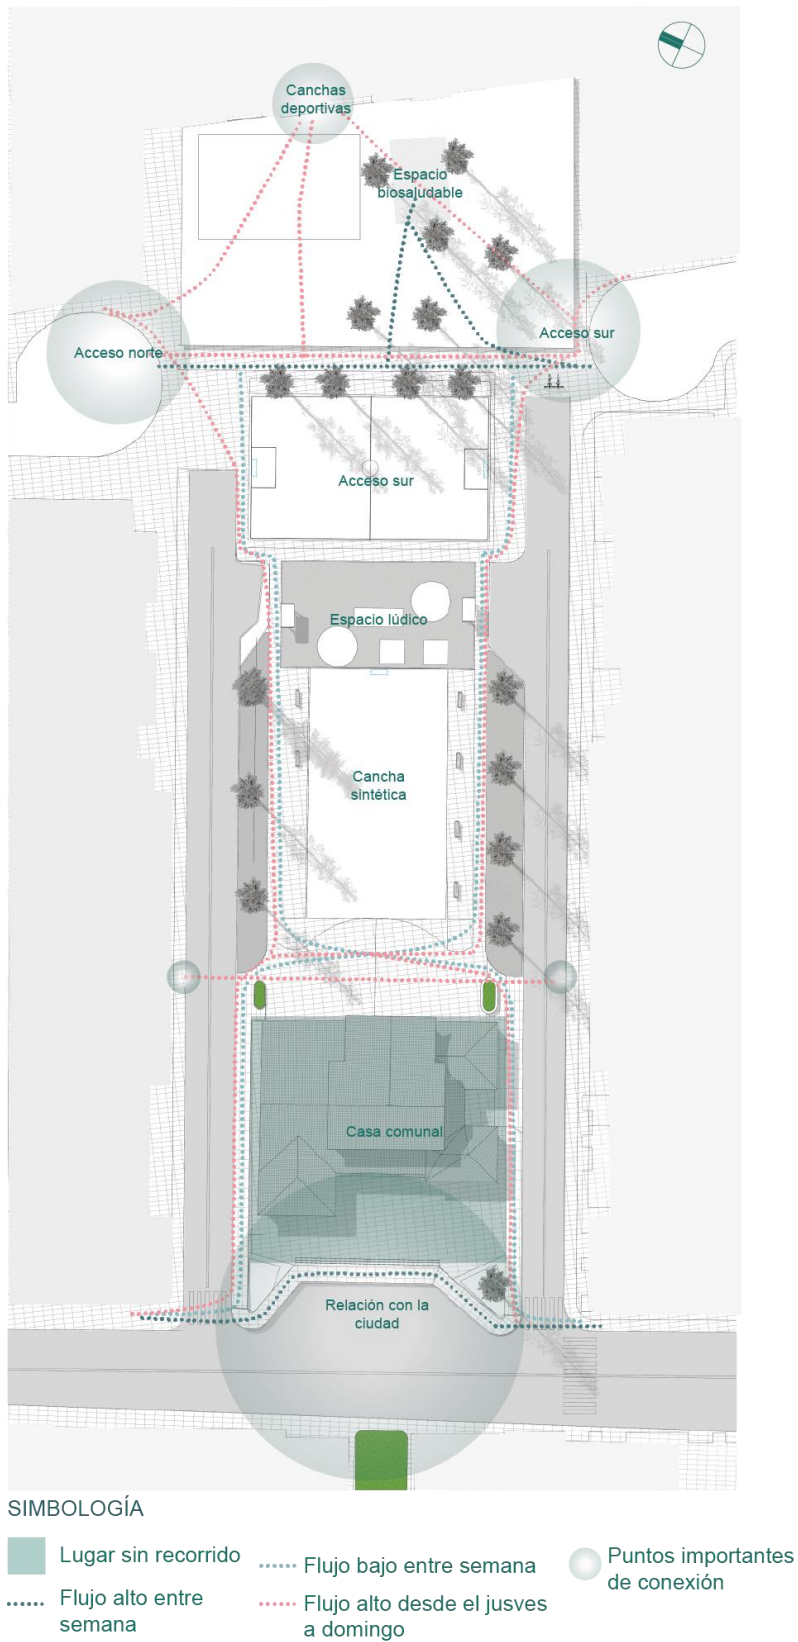 Canchas
deportivas
Espacio
biosaludable
Acceso norte
Acceso sur
Acceso sur
Espacio lúdico
Cancha
sintética
Casa comunal
Relación con la
ciudad
SIMBOLOGÍA
Lugar sin recorrido
Flujo alto entre
semana
Flujo bajo entre semana
Flujo alto desde el jusves
a domingo
Puntos importantes
de conexión